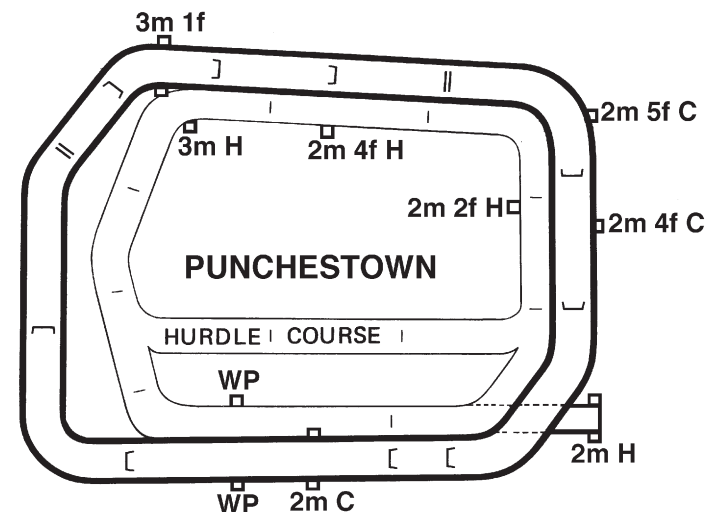 3m 1f
2m 5f C
3m H
2m 4f H
2m 2f H
2m 4f C
PUNCHESTOWN
HURDLE COURSE
WP
2m H
WP
2m C